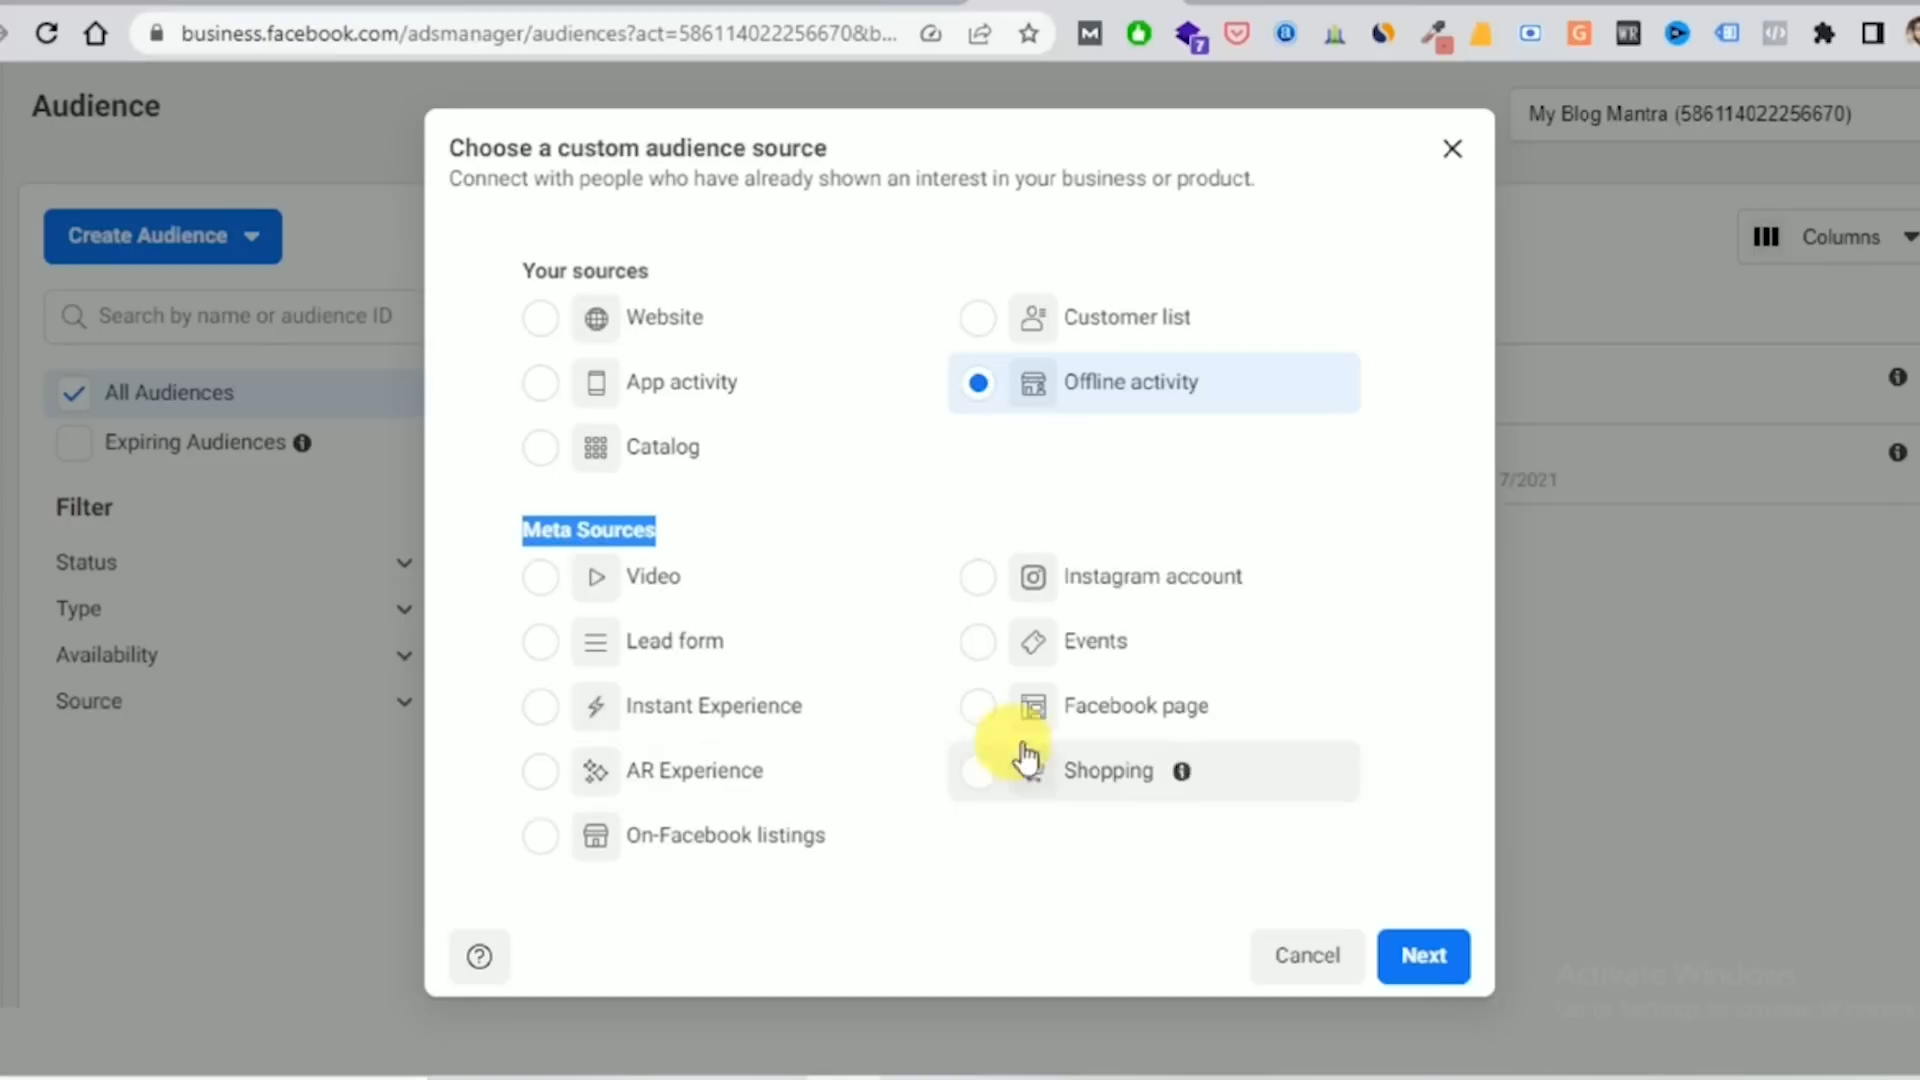 business.facebook.com/adsmanager/audiences?act=586114022256670&b...
7
Audience
My Blog Mantra (586114022256670)
Create Audience
Columns
Search by name or audience ID
All Audiences
Expiring Audiences
Filter
Status
Type
Availability
Source
7/2021
Choose a custom audience source
Connect with people who have already shown an interest in your business or product.
Your sources
Website
Customer list
App activity
Offline activity
Catalog
Meta Sources
Video
Instagram account
Lead form
Events
Instant Experience
Facebook page
AR Experience
Shopping
On-Facebook listings
Cancel
Next
Activate Windows